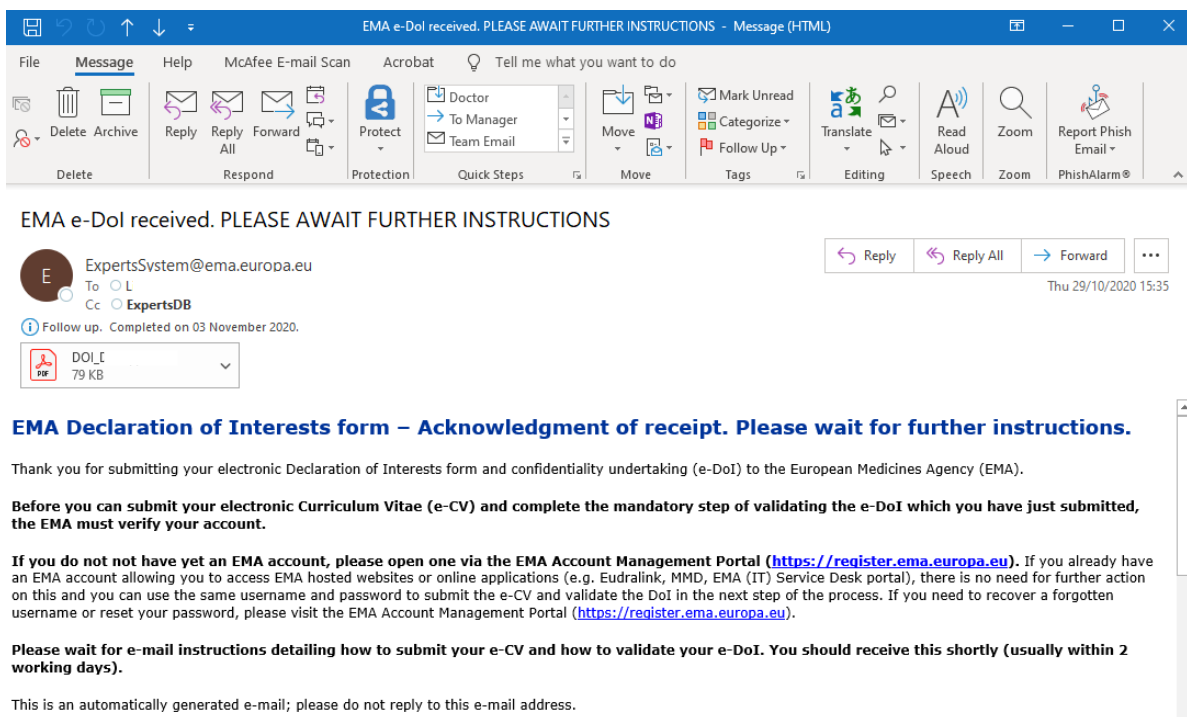 EMA e-DoI received. PLEASE AWAIT FURTHER INSTRUCTIONS - Message (HTML)
File Message Help McAfee E-mail Scan Acrobat Tell me what you want to do
Delete Archive
Reply Reply All Forward
Protect
Doctor
To Manager
Team Email
Move
Mark Unread
Categorize
Follow Up
Translate
Read Aloud
Zoom
Report Phish Email
Delete Respond Protection Quick Steps Move Tags Editing Speech Zoom PhishAlarm®
EMA e-DoI received. PLEASE AWAIT FURTHER INSTRUCTIONS
E
ExpertsSystem@ema.europa.eu
To L
Cc ExpertsDB
Reply Reply All Forward
Thu 29/10/2020 15:35
Follow up. Completed on 03 November 2020.
PDF
DOI_
79 KB
EMA Declaration of Interests form – Acknowledgment of receipt. Please wait for further instructions.
Thank you for submitting your electronic Declaration of Interests form and confidentiality undertaking (e-DoI) to the European Medicines Agency (EMA).
Before you can submit your electronic Curriculum Vitae (e-CV) and complete the mandatory step of validating the e-DoI which you have just submitted,
the EMA must verify your account.
If you do not not have yet an EMA account, please open one via the EMA Account Management Portal (https://register.ema.europa.eu). If you already have
an EMA account allowing you to access EMA hosted websites or online applications (e.g. Eudralink, MMD, EMA (IT) Service Desk portal), there is no need for further action
on this and you can use the same username and password to submit the e-CV and validate the DoI in the next step of the process. If you need to recover a forgotten
username or reset your password, please visit the EMA Account Management Portal (https://register.ema.europa.eu).
Please wait for e-mail instructions detailing how to submit your e-CV and how to validate your e-DoI. You should receive this shortly (usually within 2
working days).
This is an automatically generated e-mail; please do not reply to this e-mail address.